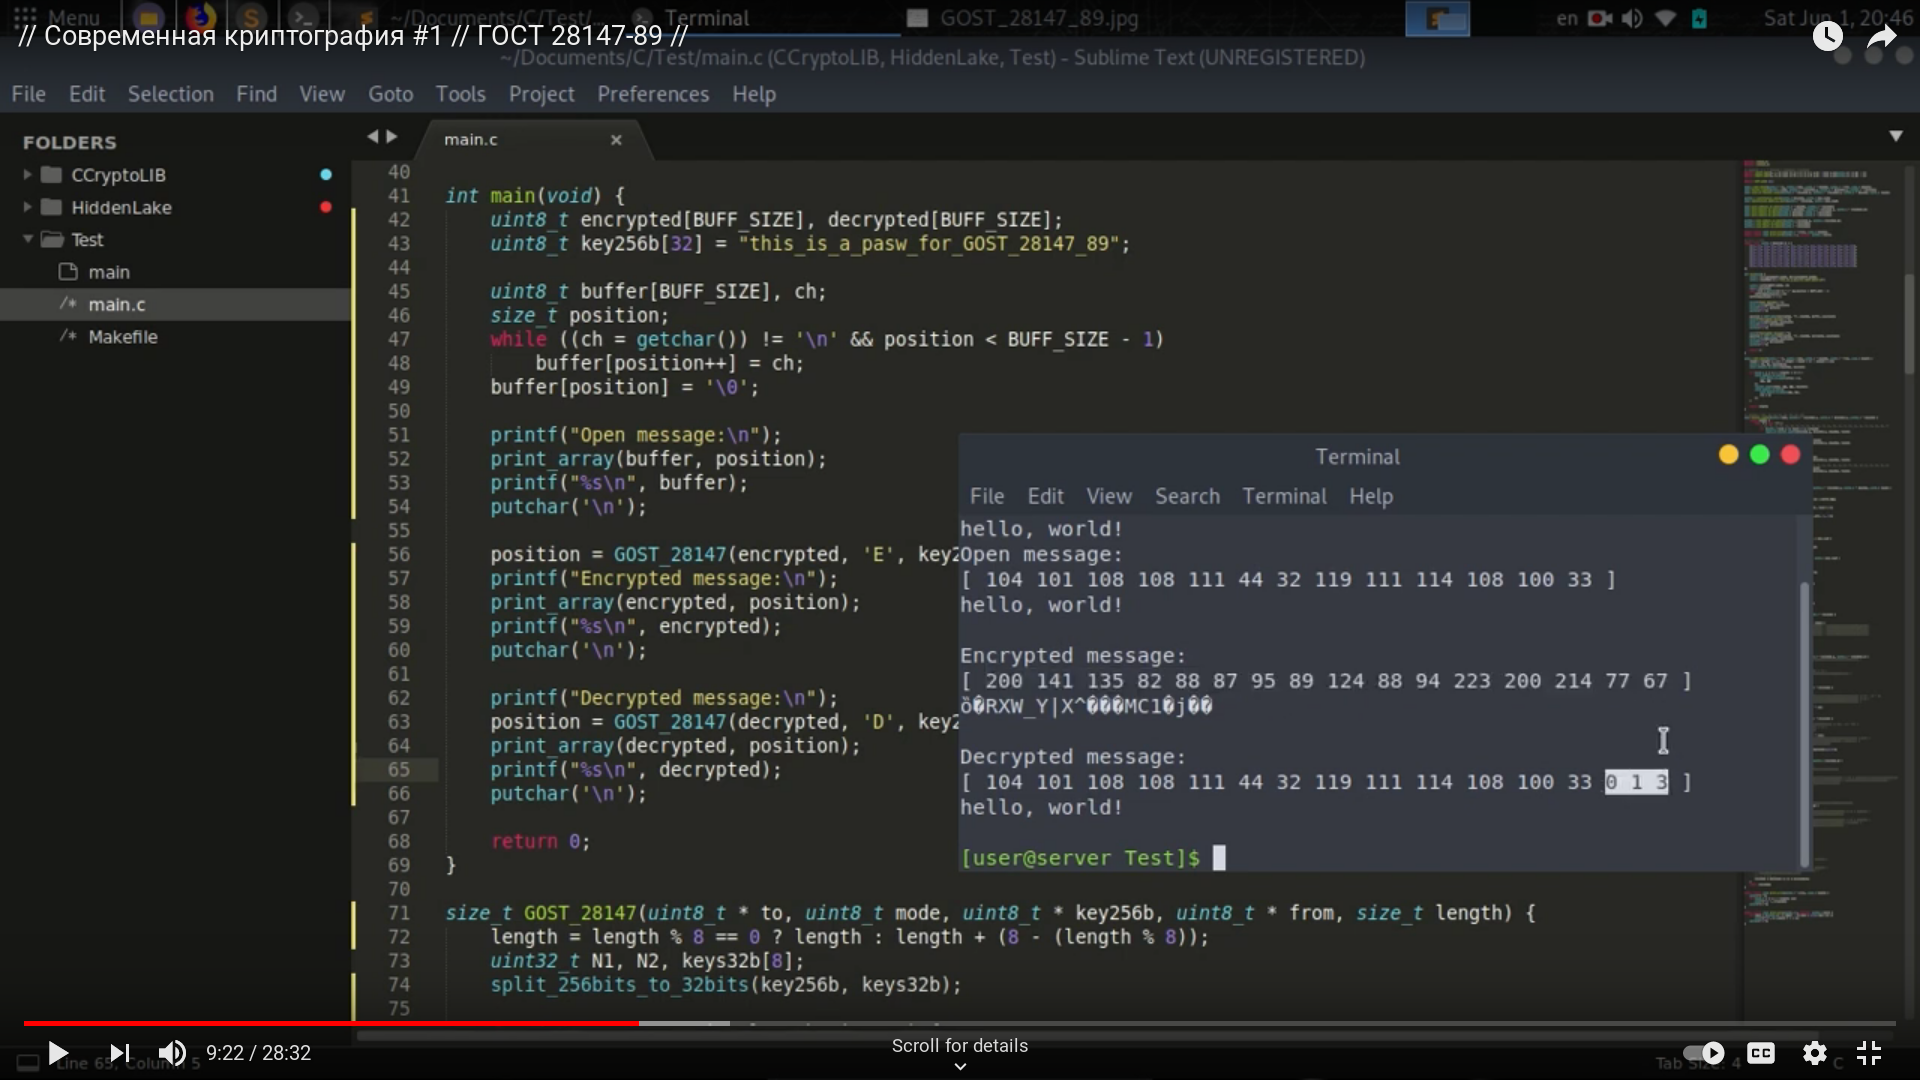 Menu
~/Documents/C/Test/...
Terminal
GOST_28147_89.jpg
en
Sat Jun 1, 20:46
// Современная криптография #1 // ГОСТ 28147-89 //
~/Documents/C/Test/main.c (CCryptoLIB, HiddenLake, Test) - Sublime Text (UNREGISTERED)
File Edit Selection Find View Goto Tools Project Preferences Help
FOLDERS
CCryptoLIB
HiddenLake
Test
main
/* main.c
/* Makefile
main.c
40
41 int main(void) {
42 uint8_t encrypted[BUFF_SIZE], decrypted[BUFF_SIZE];
43 uint8_t key256b[32] = "this_is_a_pasw_for_GOST_28147_89";
44
45 uint8_t buffer[BUFF_SIZE], ch;
46 size_t position;
47 while ((ch = getchar()) != '\n' && position < BUFF_SIZE - 1)
48 buffer[position++] = ch;
49 buffer[position] = '\0';
50
51 printf("Open message:\n");
52 print_array(buffer, position);
53 printf("%s\n", buffer);
54 putchar('\n');
55
56 position = GOST_28147(encrypted, 'E', key2
57 printf("Encrypted message:\n");
58 print_array(encrypted, position);
59 printf("%s\n", encrypted);
60 putchar('\n');
61
62 printf("Decrypted message:\n");
63 position = GOST_28147(decrypted, 'D', key2
64 print_array(decrypted, position);
65 printf("%s\n", decrypted);
66 putchar('\n');
67
68 return 0;
69 }
70
71 size_t GOST_28147(uint8_t * to, uint8_t mode, uint8_t * key256b, uint8_t * from, size_t length) {
72 length = length % 8 == 0 ? length : length + (8 - (length % 8));
73 uint32_t N1, N2, keys32b[8];
74 split_256bits_to_32bits(key256b, keys32b);
75
Terminal
File Edit View Search Terminal Help
hello, world!
Open message:
[ 104 101 108 108 111 44 32 119 111 114 108 100 33 ]
hello, world!
Encrypted message:
[ 200 141 135 82 88 87 95 89 124 88 94 223 200 214 77 67 ]
ȍ�RXW_Y|X^���MC1�j��
Decrypted message:
[ 104 101 108 108 111 44 32 119 111 114 108 100 33 0 1 3 ]
hello, world!
[user@server Test]$
9:22 / 28:32
Scroll for details
CC
Line 65, Column 5
Tab Size: 4
C